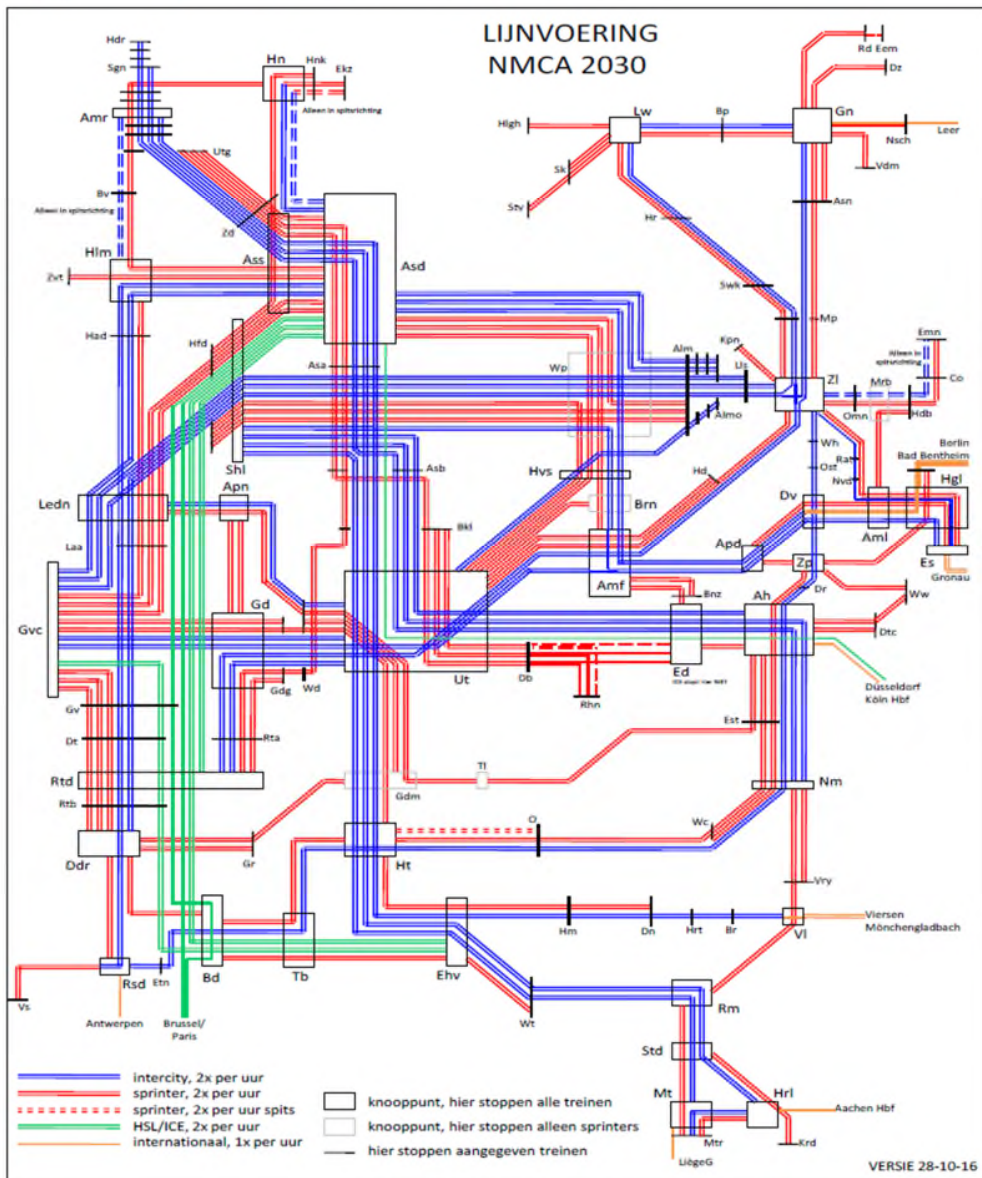 LIJNVOERING
NMCA 2030
Hdr
Sgn
Amr
Hn
Hnk
Ekz
Alleen in spitsrichting
Utg
Bv
Alleen in spitsrichting
Zd
Hlm
Ass
Asd
Zvt
Had
Hfd
Asa
Wp
Alm
Almo
Lls
Shl
Asb
Hvs
Brn
Ledn
Apn
Laa
Bkl
Gvc
Gd
Ut
Amf
Bnz
Gdg
Wd
Gv
Dt
Rta
Rtd
Rtb
Ddr
Gr
Gdm
Tl
Db
Rhn
Ed
Rd Eem
Dz
Lw
Bp
Gn
Hlgh
Nsch
Leer
Vdm
Sk
Stv
Asn
Hr
Swk
Mp
Kpn
Emn
Alleen in
spitsrichting
Zl
Mrb
Co
Omn
Hdb
Wh
Ost
Rat
Nvd
Berlin
Bad Bentheim
Hd
Dv
Hgl
Aml
Apd
Zp
Es
Gronau
Dr
Ww
Ah
Dtc
Düsseldorf
Köln Hbf
Est
Nm
Wc
O
Ht
Vry
Viersen
Mönchengladbach
Vl
Hm
Dn
Hrt
Br
Rsd
Etn
Bd
Tb
Ehv
Wt
Vs
Antwerpen
Brussel/
Paris
Rm
Std
Mt
Hrl
Aachen Hbf
Mtr
Krd
LiègeG
intercity, 2x per uur
sprinter, 2x per uur
sprinter, 2x per uur spits
HSL/ICE, 2x per uur
internationaal, 1x per uur
knooppunt, hier stoppen alle treinen
knooppunt, hier stoppen alleen sprinters
hier stoppen aangegeven treinen
VERSIE 28-10-16